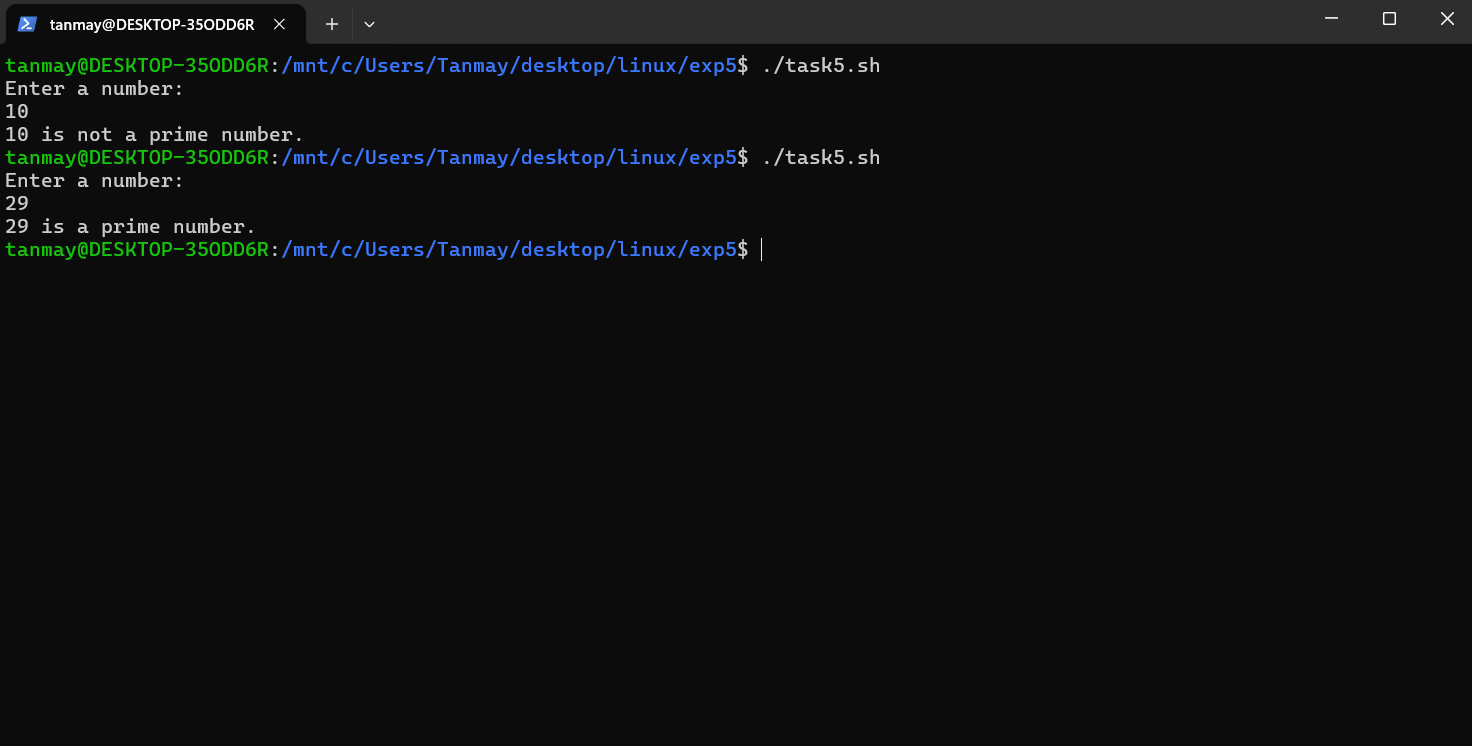 tanmay@DESKTOP-35ODD6R
tanmay@DESKTOP-35ODD6R:/mnt/c/Users/Tanmay/desktop/linux/exp5$ ./task5.sh
Enter a number:
10
10 is not a prime number.
tanmay@DESKTOP-35ODD6R:/mnt/c/Users/Tanmay/desktop/linux/exp5$ ./task5.sh
Enter a number:
29
29 is a prime number.
tanmay@DESKTOP-35ODD6R:/mnt/c/Users/Tanmay/desktop/linux/exp5$